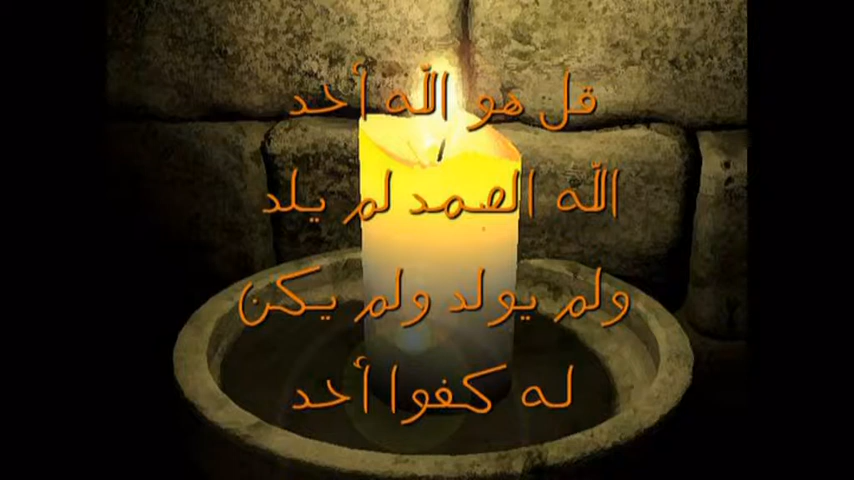 قل هو الله أحد
الله الصمد لم يلد
ولم يولد ولم يكن
له كفوا أحد